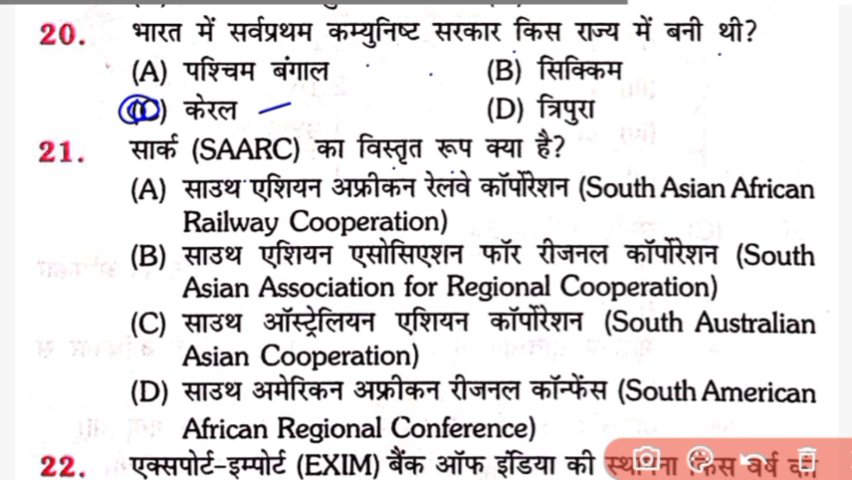 20. भारत में सर्वप्रथम कम्युनिष्ट सरकार किस राज्य में बनी थी?
(A) पश्चिम बंगाल (B) सिक्किम
(C) केरल (D) त्रिपुरा
21. सार्क (SAARC) का विस्तृत रूप क्या है?
(A) साउथ एशियन अफ्रीकन रेलवे कॉर्पोरेशन (South Asian African
Railway Cooperation)
(B) साउथ एशियन एसोसिएशन फॉर रीजनल कॉर्पोरेशन (South
Asian Association for Regional Cooperation)
(C) साउथ ऑस्ट्रेलियन एशियन कॉर्पोरेशन (South Australian
Asian Cooperation)
(D) साउथ अमेरिकन अफ्रीकन रीजनल कॉन्फेंस (South American
African Regional Conference)
22. एक्सपोर्ट-इम्पोर्ट (EXIM) बैंक ऑफ इंडिया की स्थापना किस वर्ष की